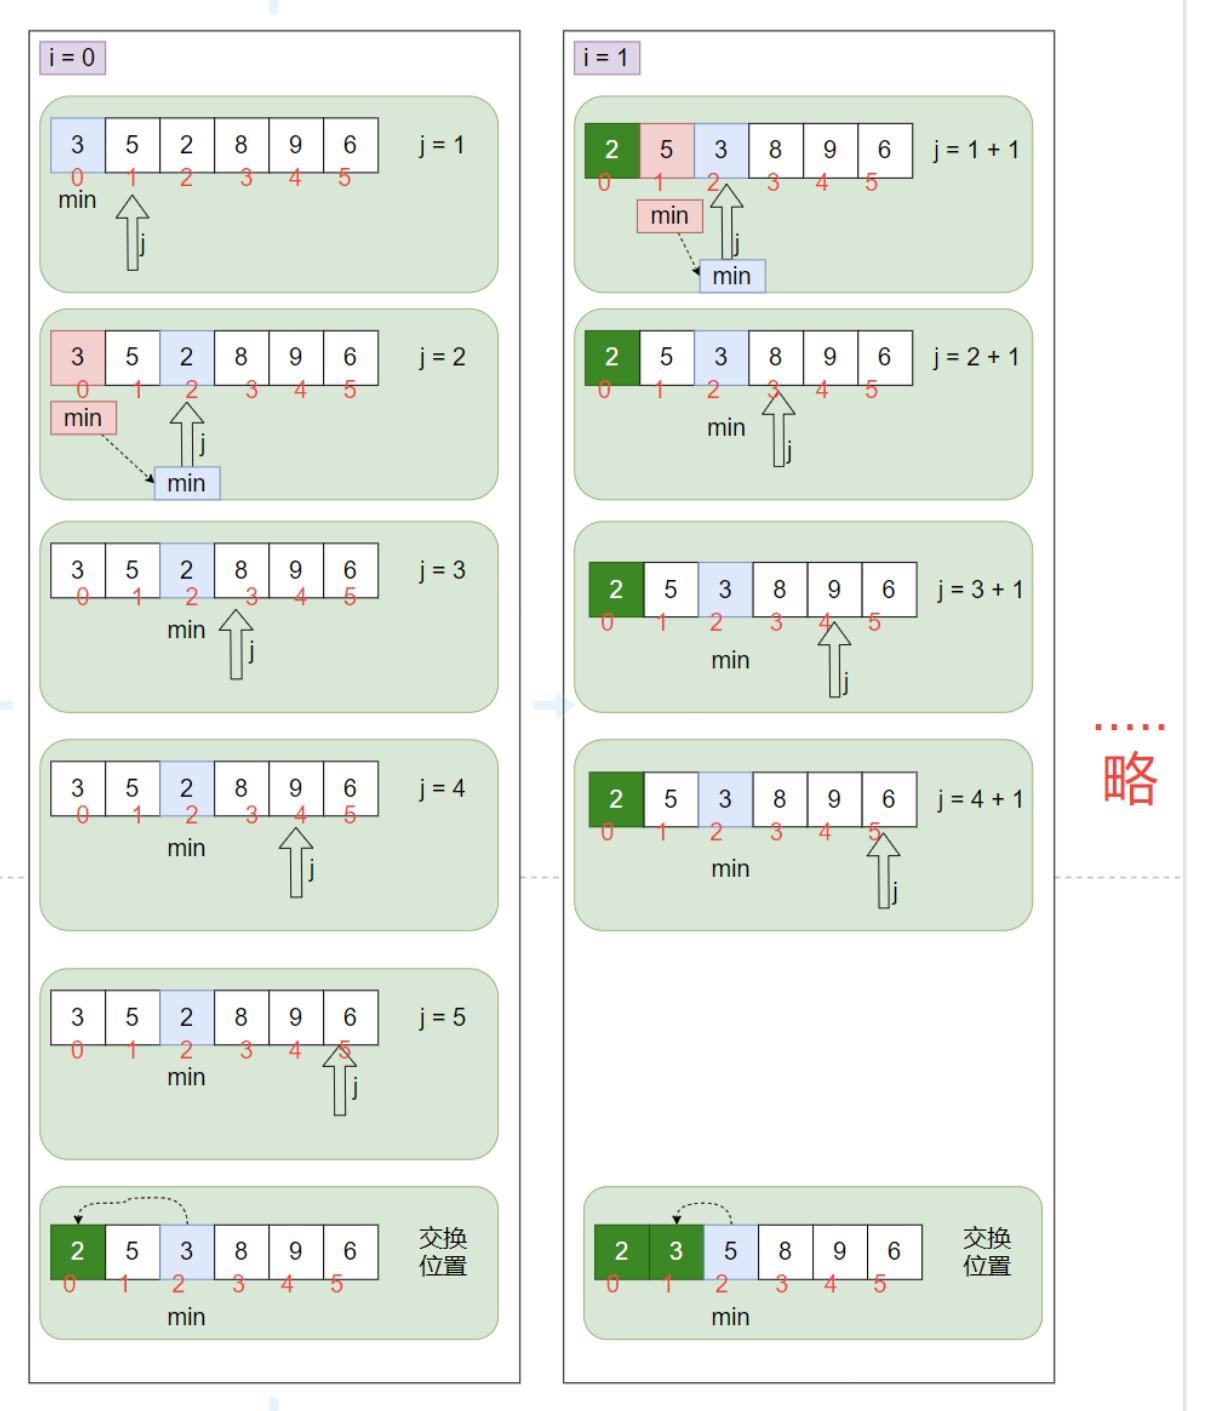 i = 0
3 5 2 8 9 6 j = 1
0 1 2 3 4 5
min
j
3 5 2 8 9 6 j = 2
0 1 2 3 4 5
min
j
min
3 5 2 8 9 6 j = 3
0 1 2 3 4 5
min
j
3 5 2 8 9 6 j = 4
0 1 2 3 4 5
min
j
3 5 2 8 9 6 j = 5
0 1 2 3 4 5
min
j
2 5 3 8 9 6
0 1 2 3 4 5
交换
位置
min
i = 1
2 5 3 8 9 6 j = 1 + 1
0 1 2 3 4 5
min
j
min
2 5 3 8 9 6 j = 2 + 1
0 1 2 3 4 5
min
j
2 5 3 8 9 6 j = 3 + 1
0 1 2 3 4 5
min
j
2 5 3 8 9 6 j = 4 + 1
0 1 2 3 4 5
min
j
2 3 5 8 9 6
0 1 2 3 4 5
交换
位置
min
.....
略